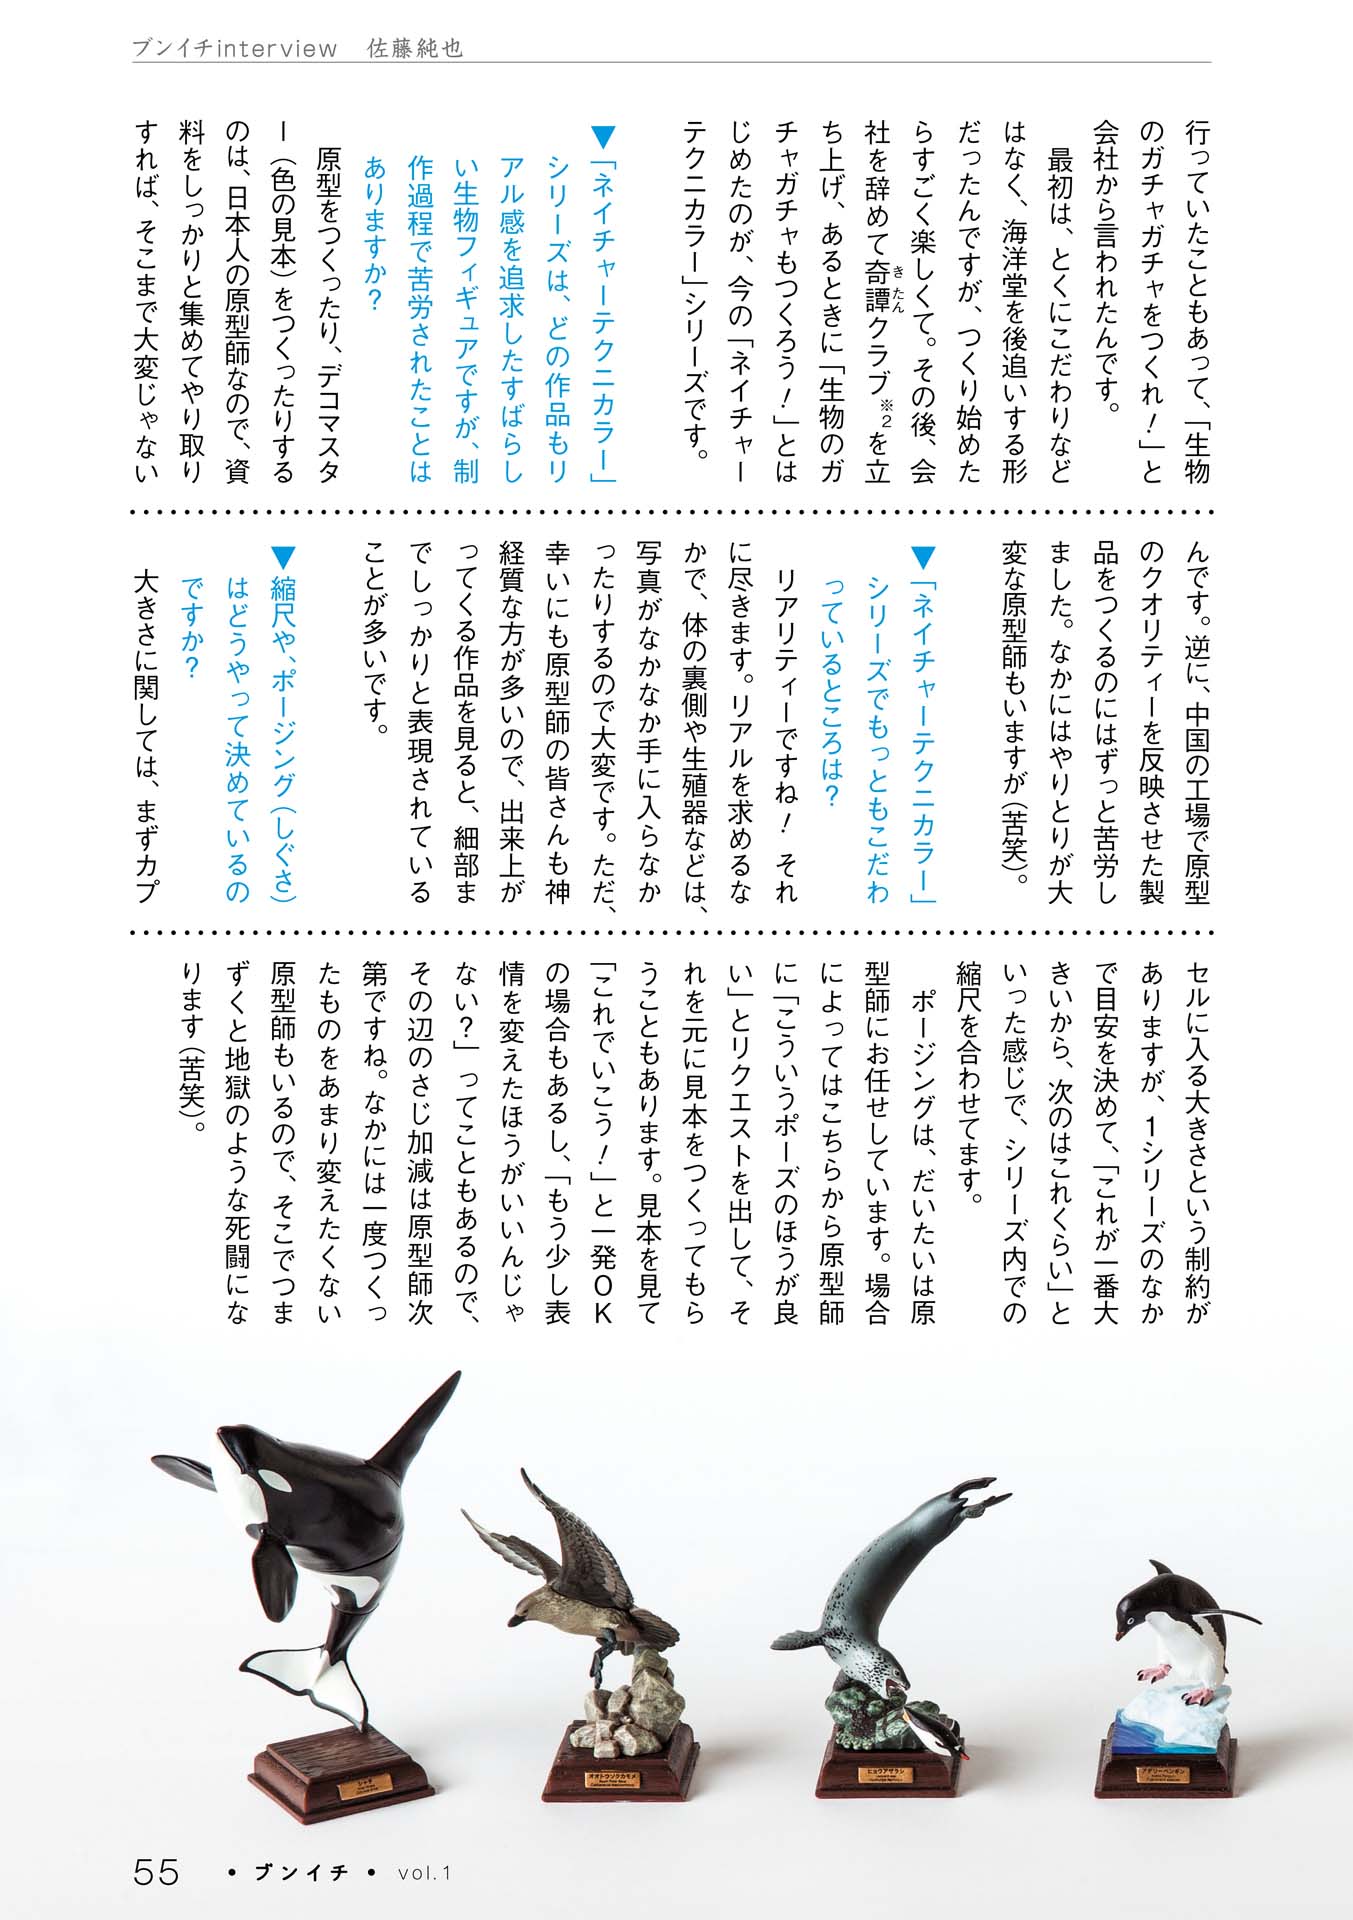 ブンイチinterview　佐藤純也
行っていたこともあって、「生物
のガチャガチャをつくれ！」と
会社から言われたんです。
　最初は、とくにこだわりなど
はなく、海洋堂を後追いする形
だったんですが、つくり始めた
らすごく楽しくて。その後、会
社を辞めて奇譚クラブ※2を立
きたん
ち上げ、あるときに「生物のガ
チャガチャもつくろう！」とは
じめたのが、今の「ネイチャー
テクニカラー」シリーズです。
▼「ネイチャーテクニカラー」
シリーズは、どの作品もリ
アル感を追求したすばらし
い生物フィギュアですが、制
作過程で苦労されたことは
ありますか？
　原型をつくったり、デコマスタ
ー（色の見本）をつくったりする
のは、日本人の原型師なので、資
料をしっかりと集めてやり取り
すれば、そこまで大変じゃない
んです。逆に、中国の工場で原型
のクオリティーを反映させた製
品をつくるのにはずっと苦労し
ました。なかにはやりとりが大
変な原型師もいますが（苦笑）。
▼「ネイチャーテクニカラー」
シリーズでもっともこだわ
っているところは？
　リアリティーですね！ それ
に尽きます。リアルを求めるな
かで、体の裏側や生殖器などは、
写真がなかなか手に入らなか
ったりするので大変です。ただ、
幸いにも原型師の皆さんも神
経質な方が多いので、出来上が
ってくる作品を見ると、細部ま
でしっかりと表現されている
ことが多いです。
▼縮尺や、ポージング（しぐさ）
はどうやって決めているの
ですか？
　大きさに関しては、まずカプ
セルに入る大きさという制約が
ありますが、1シリーズのなか
で目安を決めて、「これが一番大
きいから、次のはこれくらい」と
いった感じで、シリーズ内での
縮尺を合わせてます。
　ポージングは、だいたいは原
型師にお任せしています。場合
によってはこちらから原型師
に「こういうポーズのほうが良
い」とリクエストを出して、そ
れを元に見本をつくってもら
うこともあります。見本を見て
「これでいこう！」と一発OK
の場合もあるし、「もう少し表
情を変えたほうがいいんじゃ
ない？」ってこともあるので、
その辺のさじ加減は原型師次
第ですね。なかには一度つくっ
たものをあまり変えたくない
原型師もいるので、そこでつま
ずくと地獄のような死闘にな
ります（苦笑）。
シャチ
オオトウゾクカモメ
ヒョウアザラシ
アデリーペンギン
55 ・ブンイチ・ vol.1